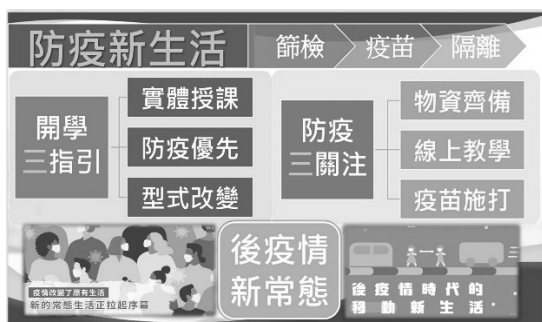 防疫新生活
篩檢
疫苗
隔離
開學
三指引
實體授課
防疫優先
型式改變
防疫
三關注
物資齊備
線上教學
疫苗施打
疫情改變了原有生活
新的常態生活正拉起序幕
後疫情
新常態
後疫情時代的
移動新生活